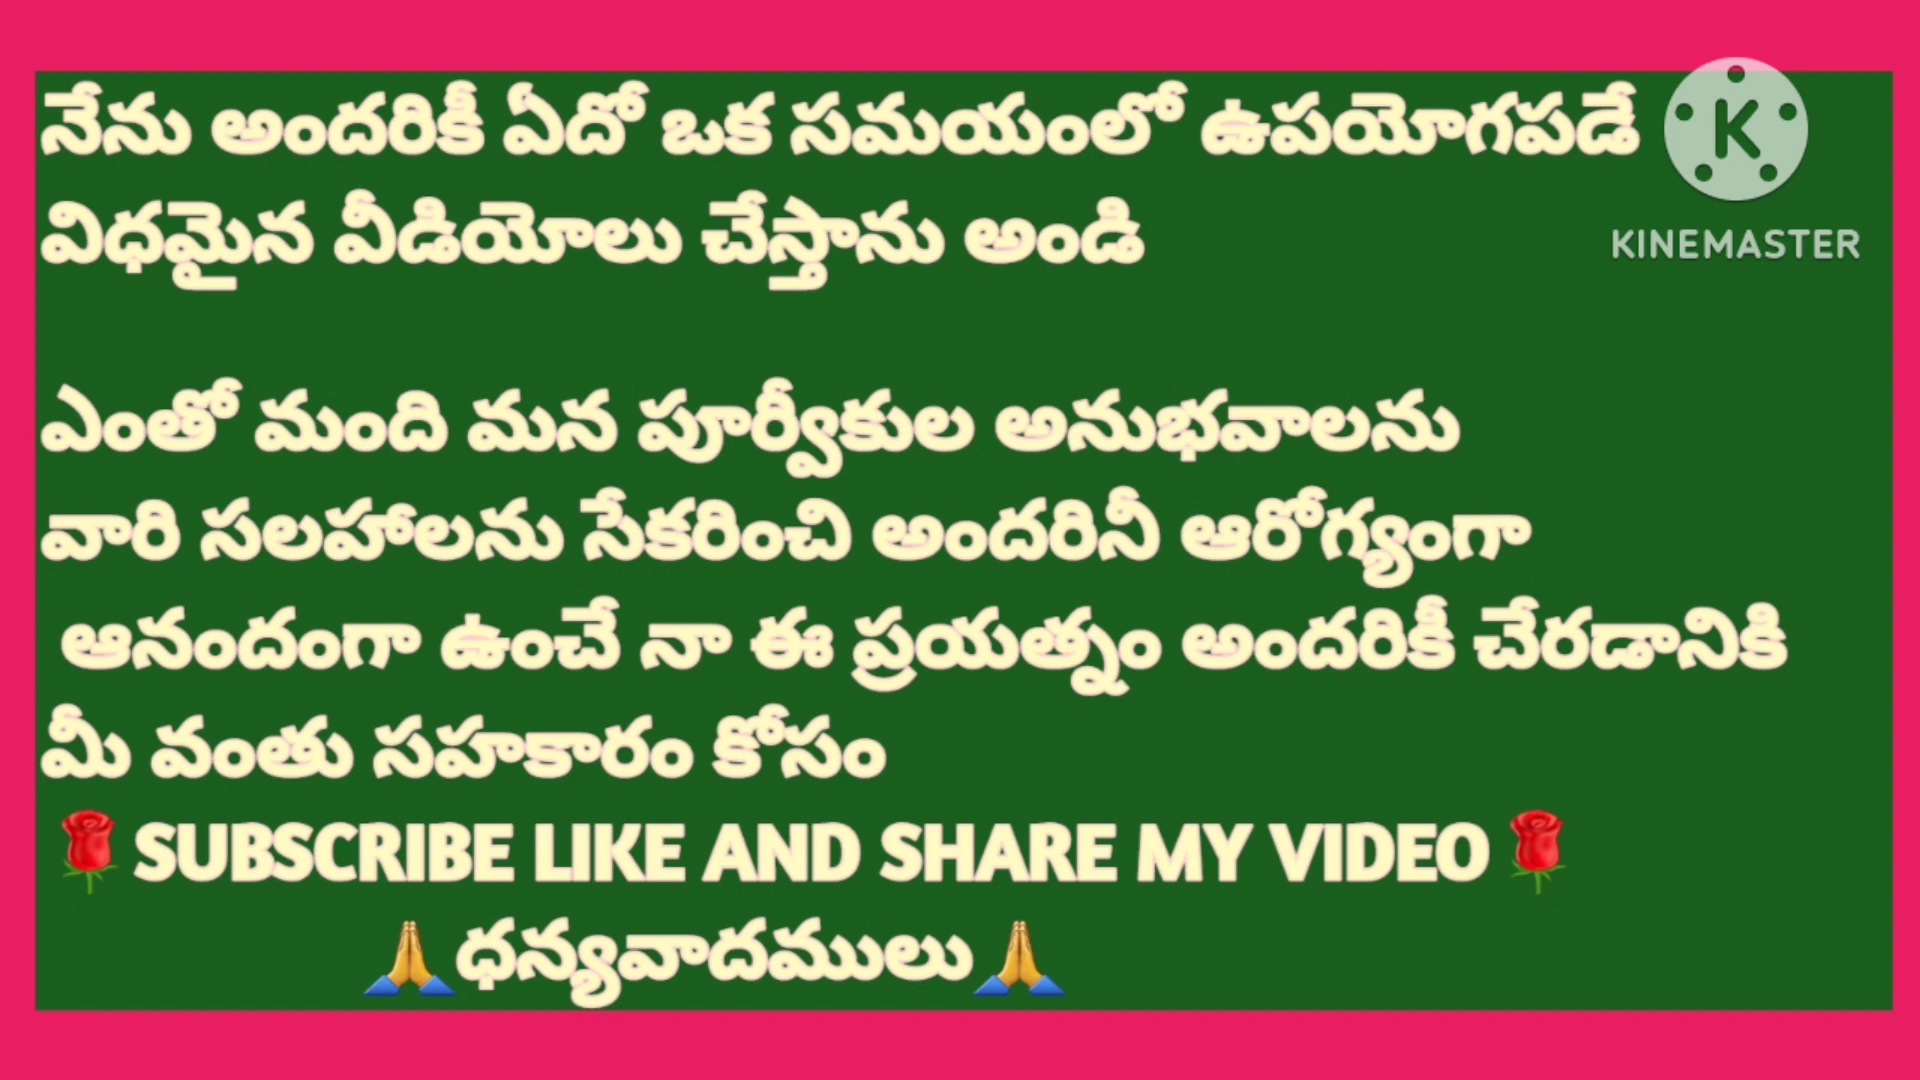 నేను అందరికీ ఏదో ఒక సమయంలో ఉపయోగపడే
విధమైన వీడియోలు చేస్తాను అండి
KINEMASTER
ఎంతో మంది మన పూర్వీకుల అనుభవాలను
వారి సలహాలను సేకరించి అందరినీ ఆరోగ్యంగా
ఆనందంగా ఉంచే నా ఈ ప్రయత్నం అందరికీ చేరడానికి
మీ వంతు సహకారం కోసం
🌹SUBSCRIBE LIKE AND SHARE MY VIDEO🌹
🙏ధన్యవాదములు🙏